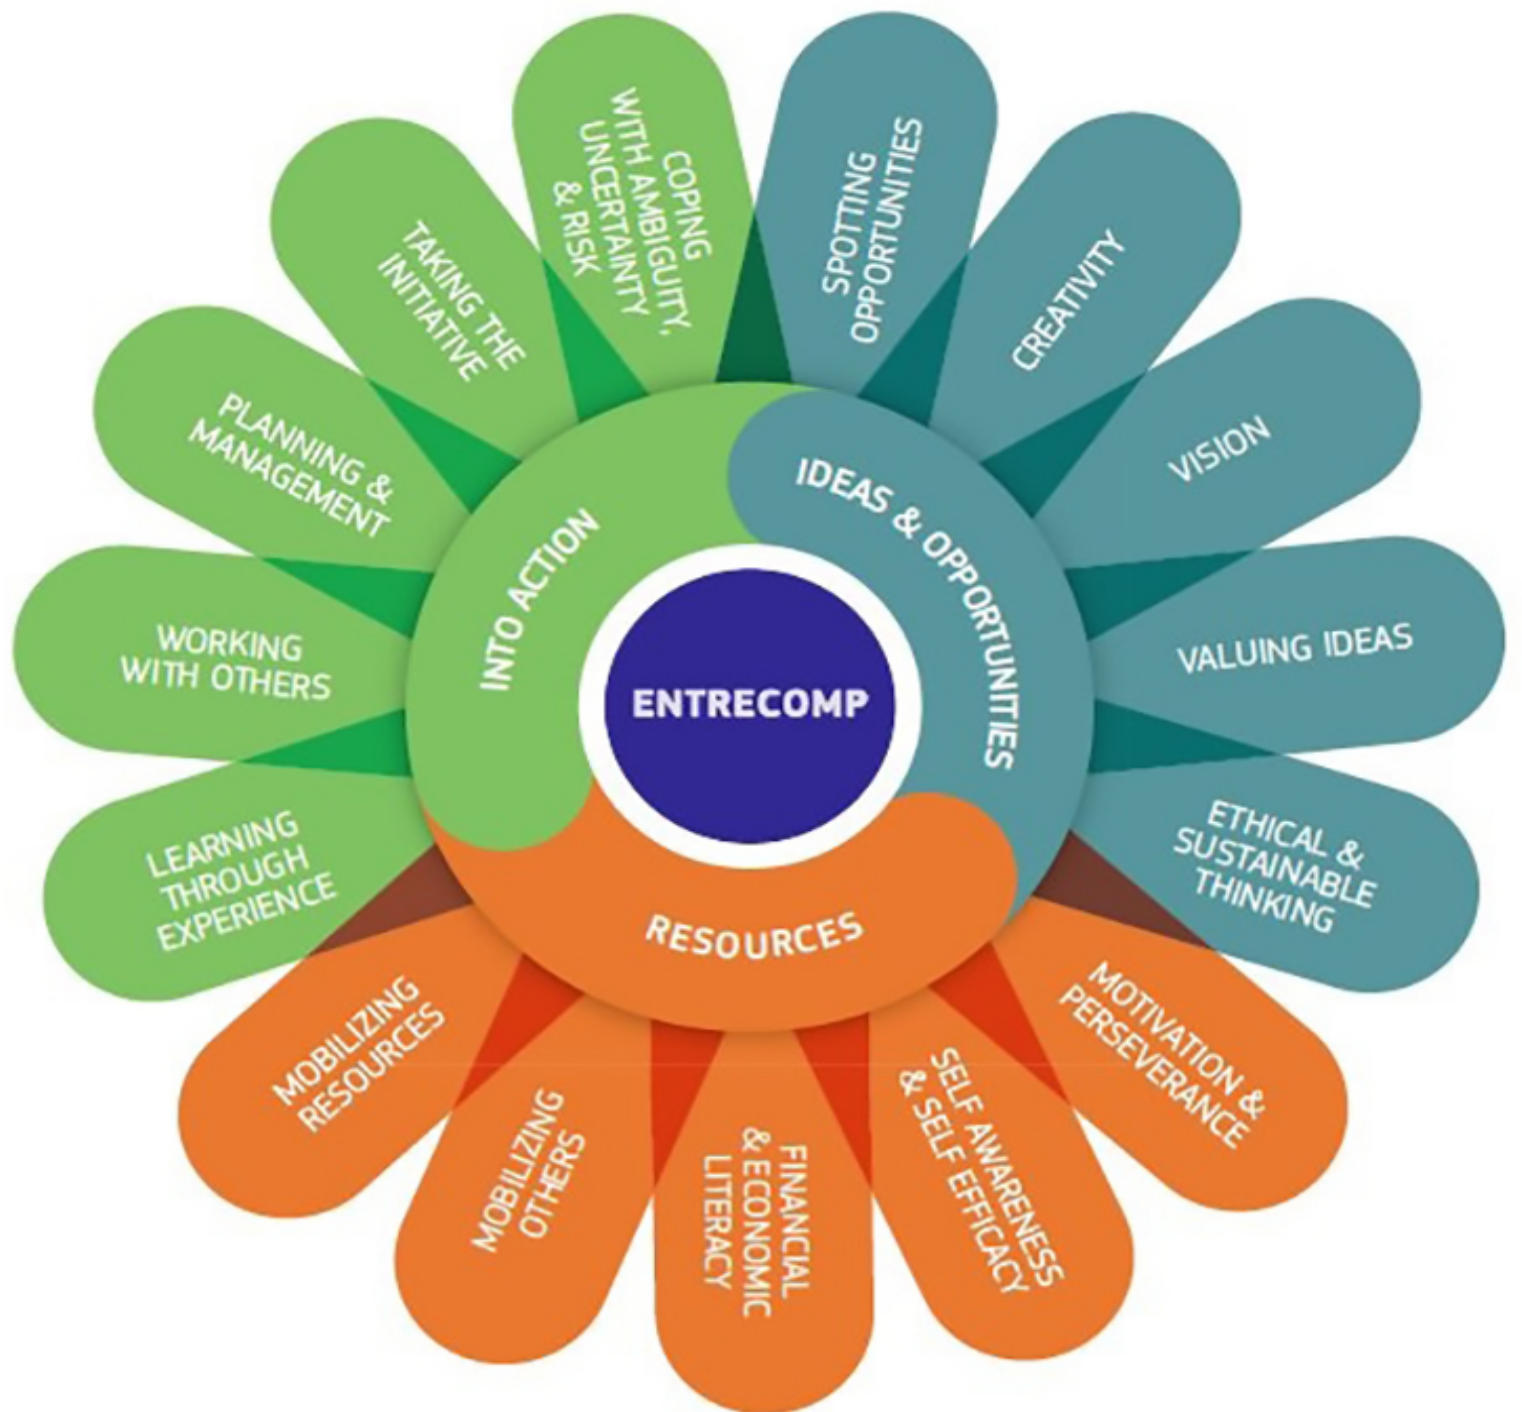 ENTRECOMP
IDEAS & OPPORTUNITIES
SPOTTING
OPPORTUNITIES
CREATIVITY
VISION
VALUING IDEAS
ETHICAL &
SUSTAINABLE
THINKING
RESOURCES
MOTIVATION &
PERSEVERANCE
SELF AWARENESS
& SELF EFFICACY
FINANCIAL
& ECONOMIC
LITERACY
MOBILIZING
OTHERS
MOBILIZING
RESOURCES
INTO ACTION
LEARNING
THROUGH
EXPERIENCE
WORKING
WITH OTHERS
PLANNING &
MANAGEMENT
TAKING THE
INITIATIVE
COPING
WITH AMBIGUITY,
UNCERTAINTY
& RISK